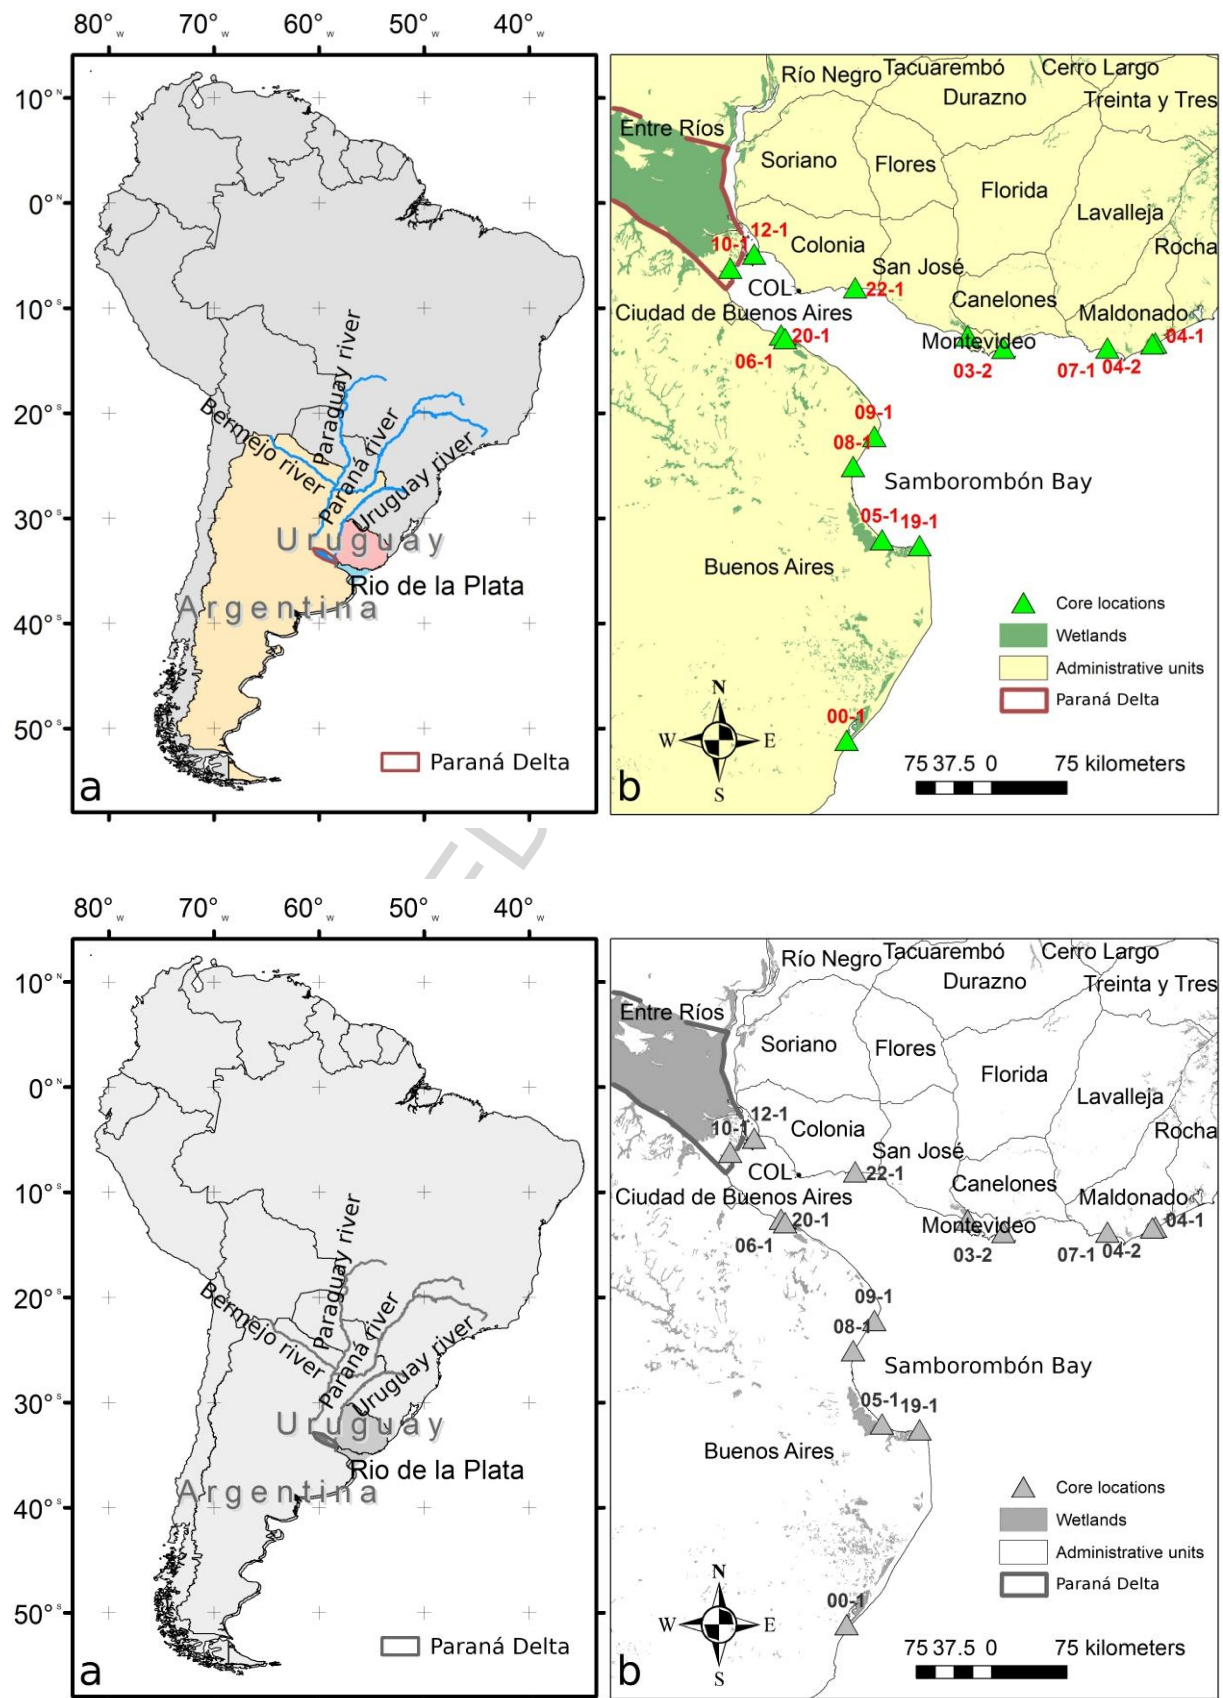 80° W 70° W 60° W 50° W 40° W
10° N
0° N
10° S
20° S
30° S
40° S
50° S
Paraguay river
Bermejo river
Paraná river
Uruguay river
Uruguay
Rio de la Plata
Argentina
Paraná Delta
a
Río Negro
Tacuarembó
Cerro Largo
Durazno
Treinta y Tres
Entre Ríos
Soriano
Flores
Florida
Lavalleja
Rocha
12-1
10-1
Colonia
San José
COL
22-1
Canelones
Ciudad de Buenos Aires
Maldonado
20-1
Montevideo
04-1
06-1
03-2
07-1
04-2
09-1
08-1
Samborombón Bay
05-1
19-1
Buenos Aires
Core locations
Wetlands
Administrative units
Paraná Delta
00-1
N
W
E
S
75 37.5 0 75 kilometers
b
80° W 70° W 60° W 50° W 40° W
10° N
0° N
10° S
20° S
30° S
40° S
50° S
Paraguay river
Bermejo river
Paraná river
Uruguay river
Uruguay
Rio de la Plata
Argentina
Paraná Delta
a
Río Negro
Tacuarembó
Cerro Largo
Durazno
Treinta y Tres
Entre Ríos
Soriano
Flores
Florida
Lavalleja
Rocha
12-1
10-1
Colonia
San José
COL
22-1
Canelones
Ciudad de Buenos Aires
Maldonado
20-1
Montevideo
04-1
06-1
03-2
07-1
04-2
09-1
08-1
Samborombón Bay
05-1
19-1
Buenos Aires
Core locations
Wetlands
Administrative units
Paraná Delta
00-1
N
W
E
S
75 37.5 0 75 kilometers
b